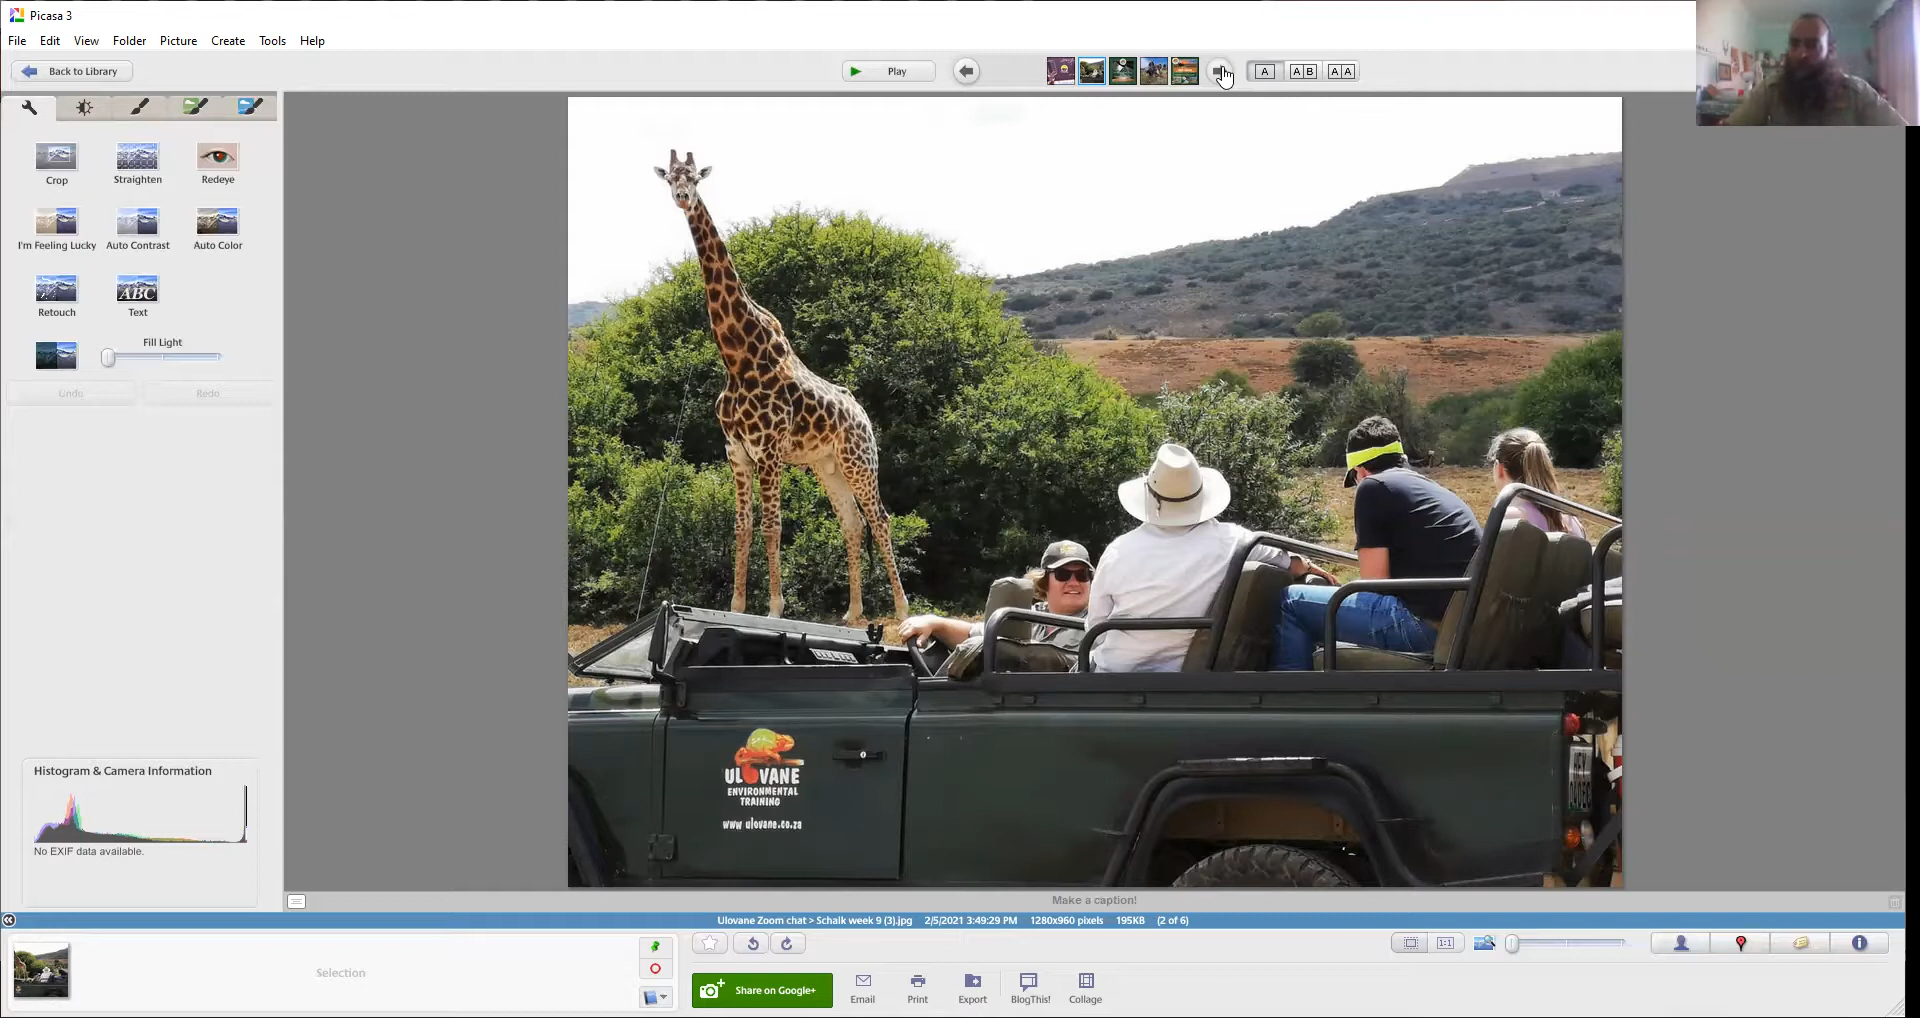 Picasa 3
File Edit View Folder Picture Create Tools Help
Back to Library
Play
A
A B
A A
Crop
Straighten
Redeye
I'm Feeling Lucky
Auto Contrast
Auto Color
Retouch
ABC
Text
Fill Light
Undo
Redo
ULOVANE
ENVIRONMENTAL
TRAINING
www.ulovane.co.za
Histogram & Camera Information
No EXIF data available.
Make a caption!
Ulovane Zoom chat > Schalk week 9 (3).jpg 2/5/2021 3:49:29 PM 1280x960 pixels 195KB (2 of 6)
Selection
1:1
Share on Google+
Email
Print
Export
BlogThis!
Collage